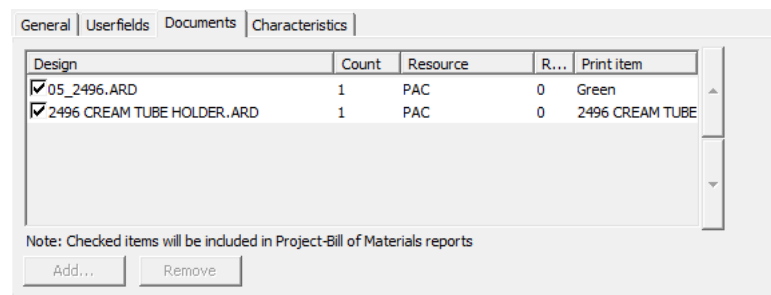 General Userfields Documents Characteristics
Design Count Resource R... Print item
05_2496.ARD 1 PAC 0 Green
2496 CREAM TUBE HOLDER.ARD 1 PAC 0 2496 CREAM TUBE
Note: Checked items will be included in Project-Bill of Materials reports
Add... Remove